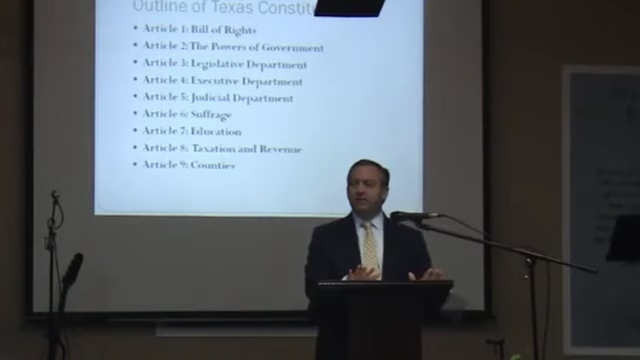 Outline of Texas Constit
• Article 1: Bill of Rights
• Article 2: The Powers of Government
• Article 3: Legislative Department
• Article 4: Executive Department
• Article 5: Judicial Department
• Article 6: Suffrage
• Article 7: Education
• Article 8: Taxation and Revenue
• Article 9: Counties